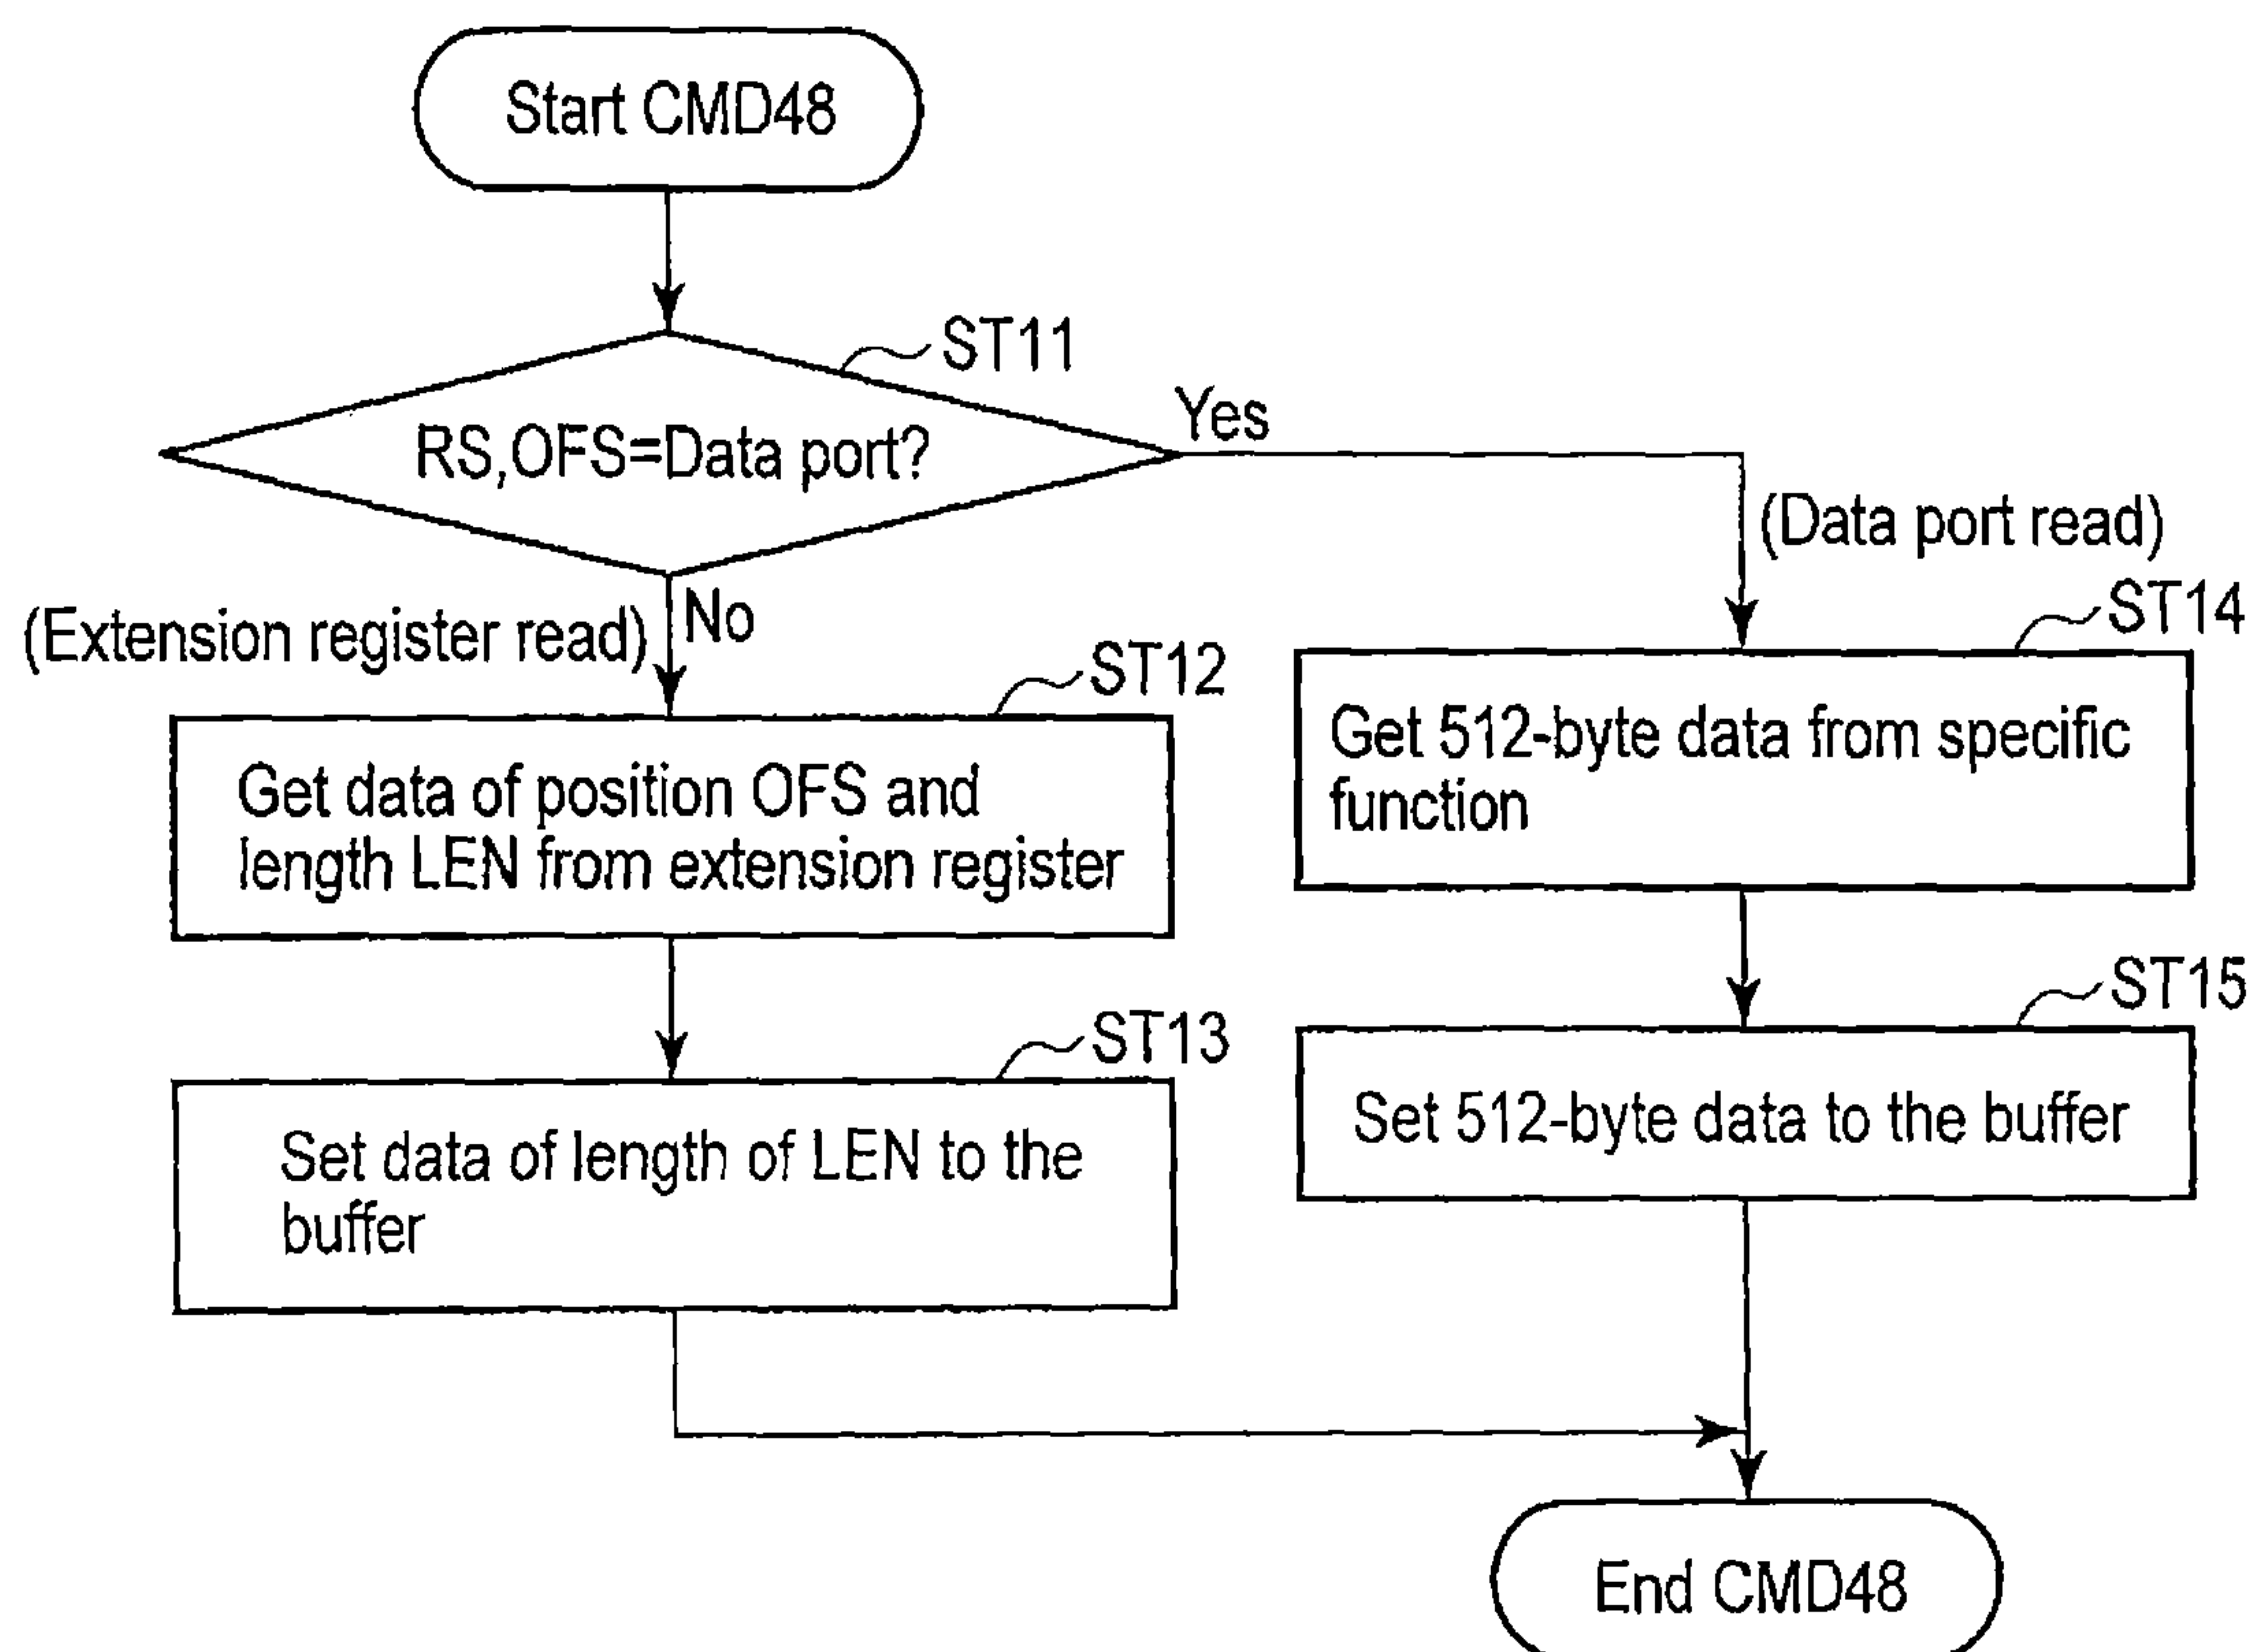 Start CMD48
ST11
RS,OFS=Data port?
Yes
(Data port read)
(Extension register read)
No
ST12
Get data of position OFS and
length LEN from extension register
ST13
Set data of length of LEN to the
buffer
ST14
Get 512-byte data from specific
function
ST15
Set 512-byte data to the buffer
End CMD48